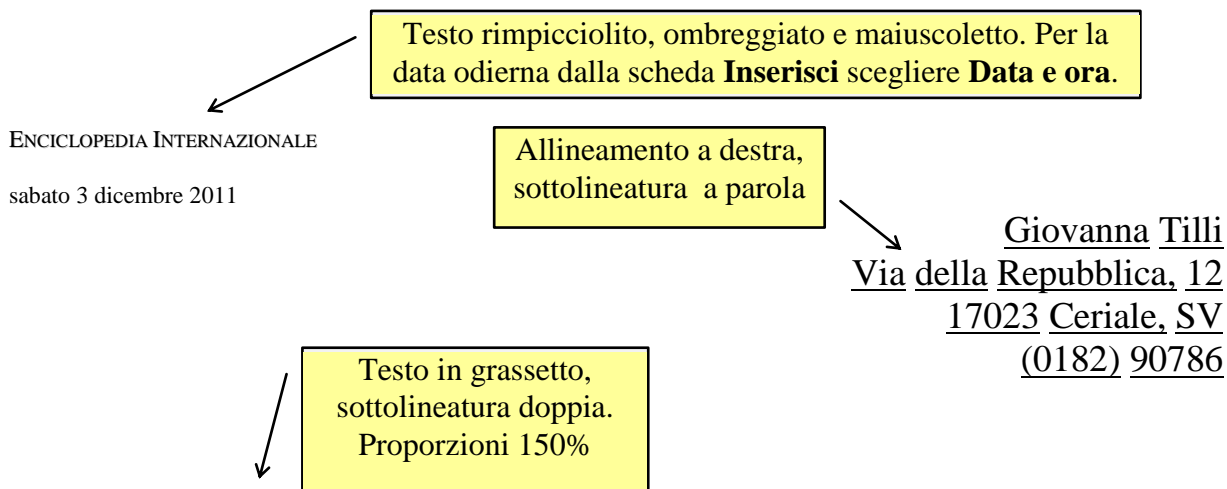 Testo rimpicciolito, ombreggiato e maiuscoletto. Per la
data odierna dalla scheda Inserisci scegliere Data e ora.
ENCICLOPEDIA INTERNAZIONALE
sabato 3 dicembre 2011
Allineamento a destra,
sottolineatura a parola
Giovanna Tilli
Via della Repubblica, 12
17023 Ceriale, SV
(0182) 90786
Testo in grassetto,
sottolineatura doppia.
Proporzioni 150%